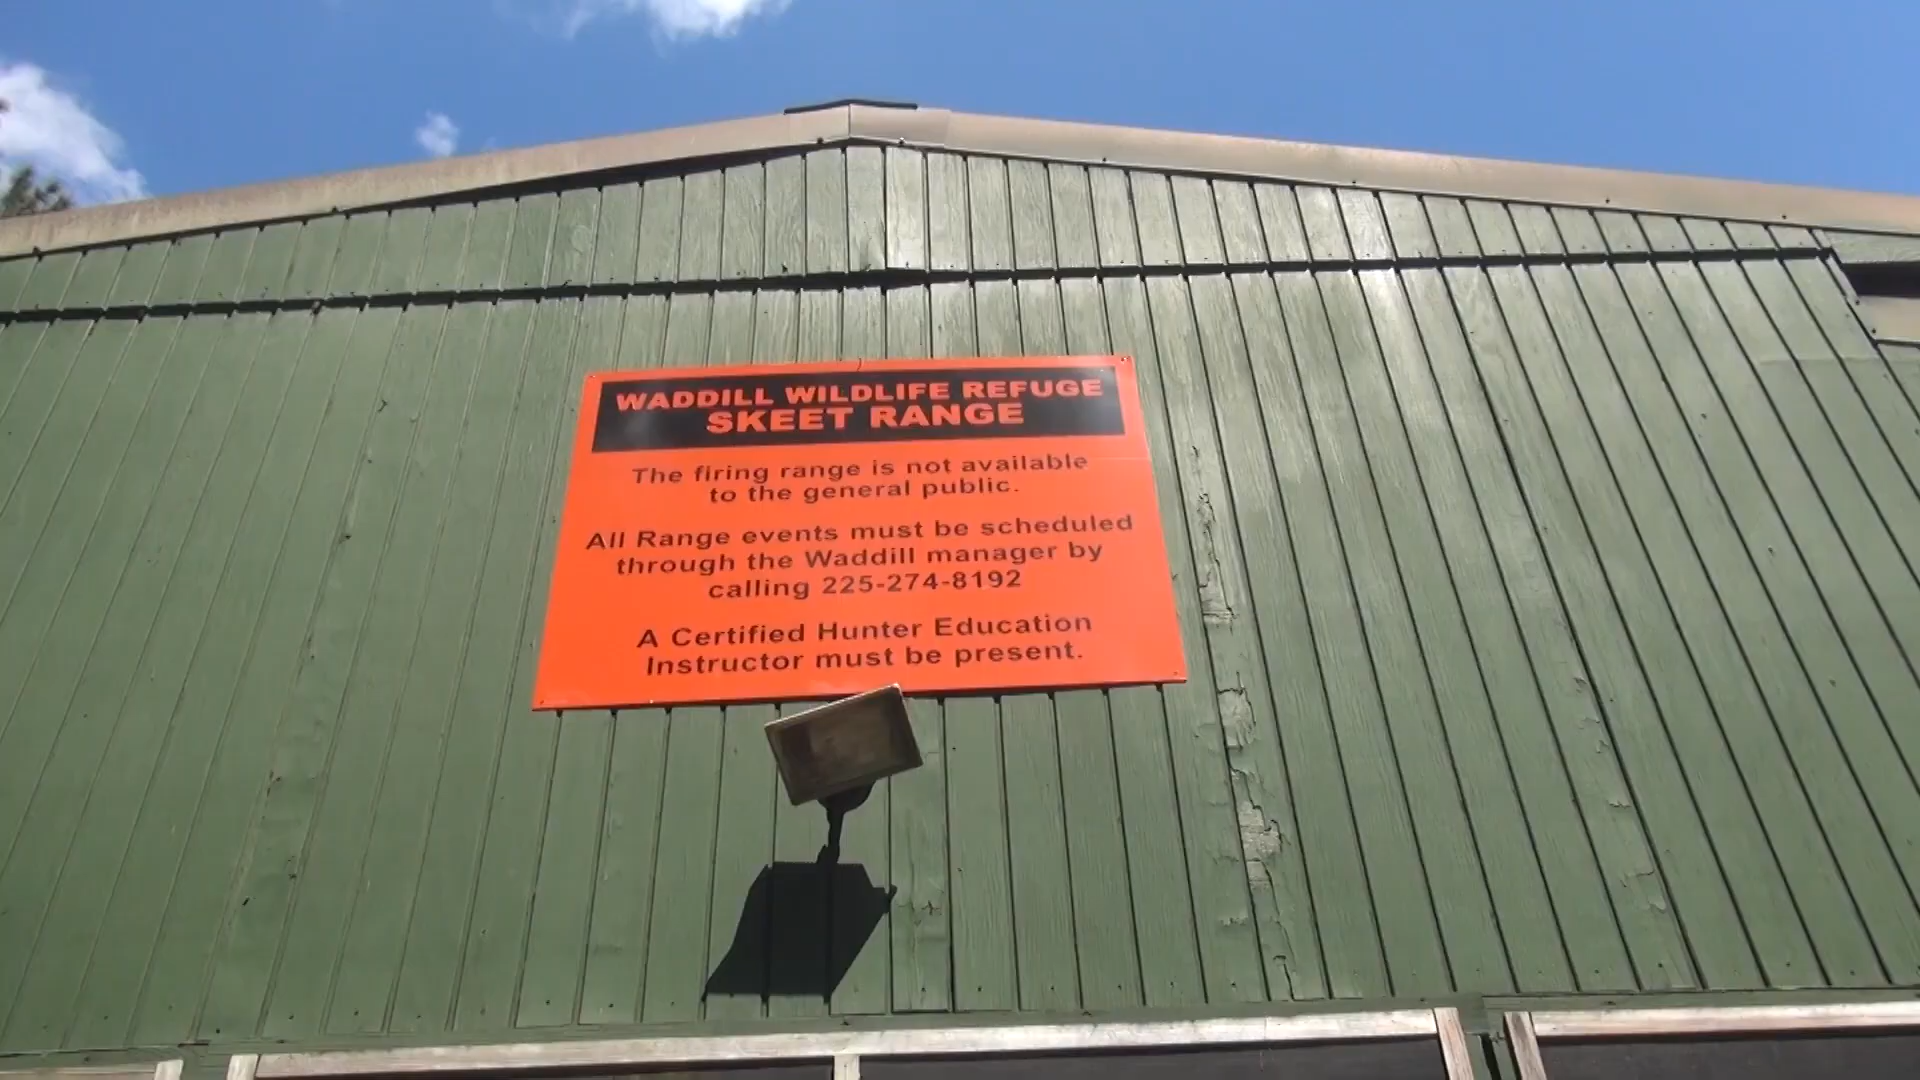 WADDILL WILDLIFE REFUGE
SKEET RANGE
The firing range is not available
to the general public.
All Range events must be scheduled
through the Waddill manager by
calling 225-274-8192
A Certified Hunter Education
Instructor must be present.